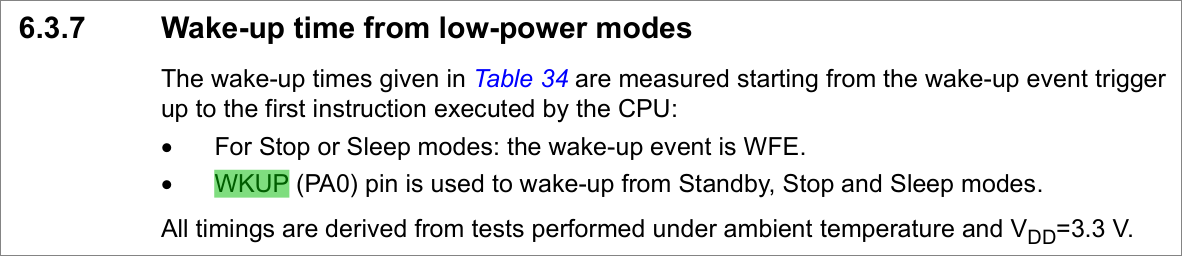 6.3.7 Wake-up time from low-power modes
The wake-up times given in Table 34 are measured starting from the wake-up event trigger
up to the first instruction executed by the CPU:
• For Stop or Sleep modes: the wake-up event is WFE.
• WKUP (PA0) pin is used to wake-up from Standby, Stop and Sleep modes.
All timings are derived from tests performed under ambient temperature and VDD=3.3 V.